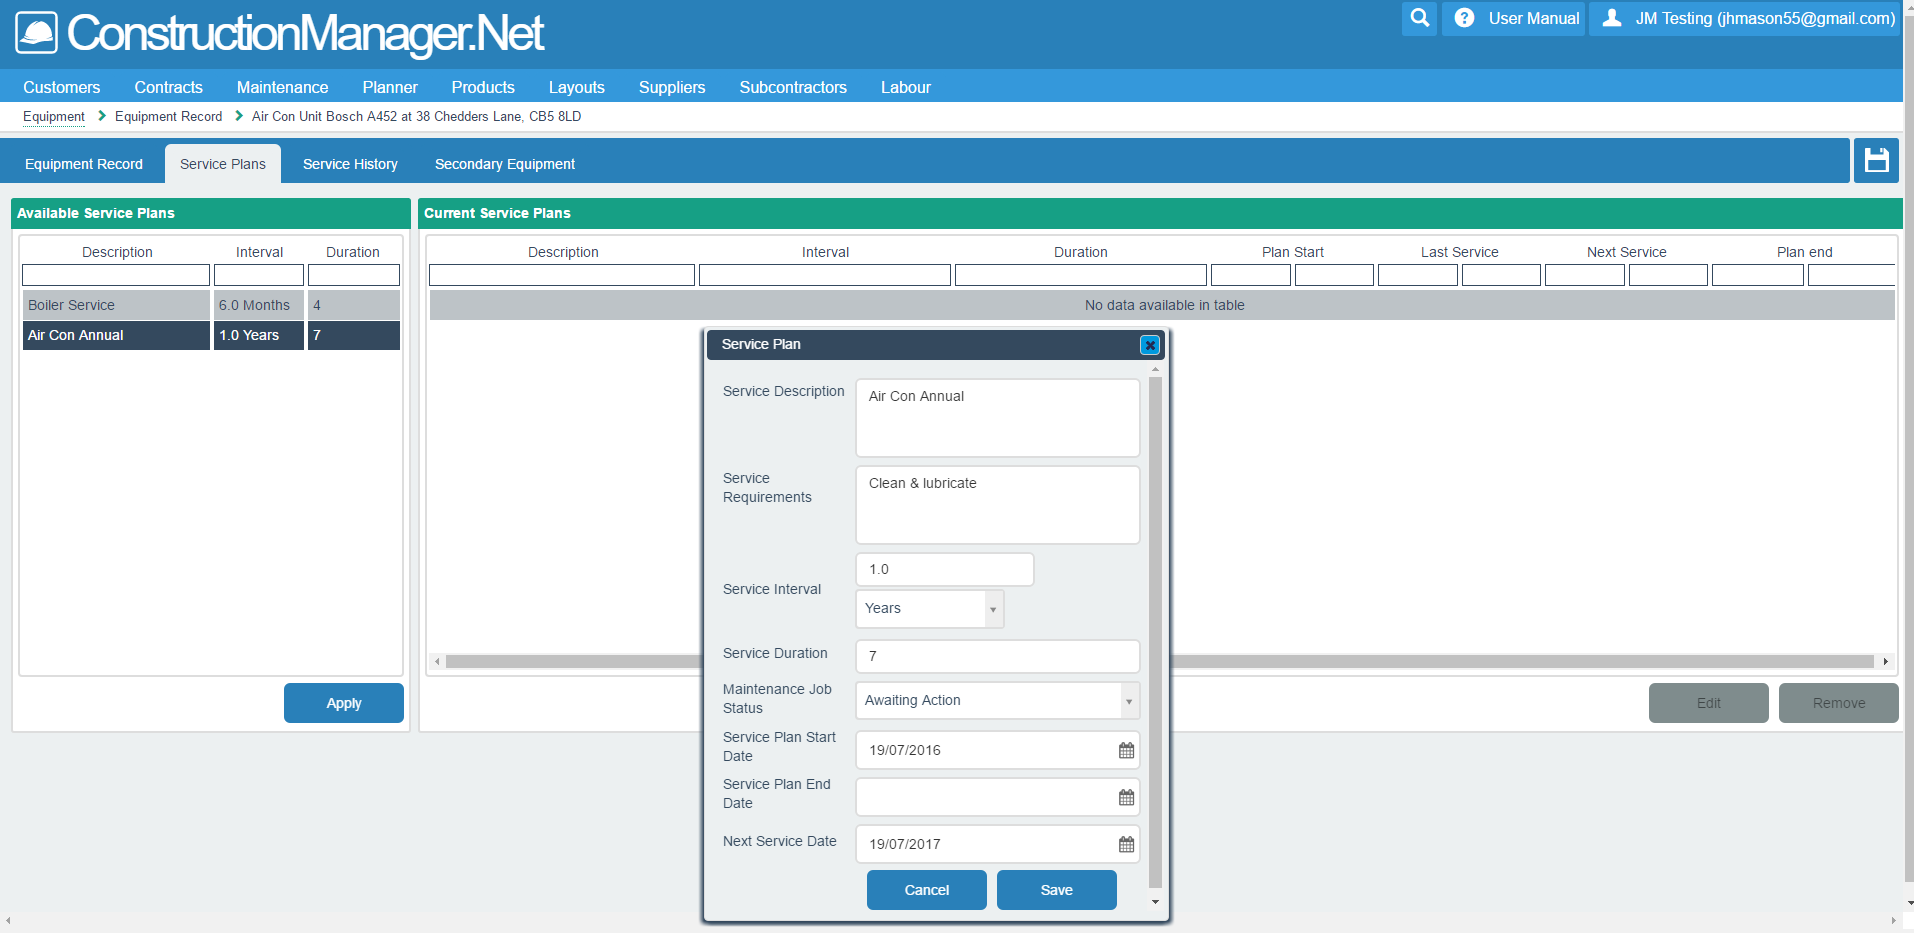 ConstructionManager.Net
User Manual
JM Testing (jhmason55@gmail.com)
Customers Contracts Maintenance Planner Products Layouts Suppliers Subcontractors Labour
Equipment Equipment Record Air Con Unit Bosch A452 at 38 Chedders Lane, CB5 8LD
Equipment Record Service Plans Service History Secondary Equipment
Available Service Plans
Description Interval Duration
Boiler Service 6.0 Months 4
Air Con Annual 1.0 Years 7
Apply
Current Service Plans
Description Interval Duration Plan Start Last Service Next Service Plan end
No data available in table
Edit Remove
Service Plan
Service Description Air Con Annual
Service
Requirements
Clean & lubricate
Service Interval
1.0
Years
Service Duration 7
Maintenance Job
Status
Awaiting Action
Service Plan Start
Date
19/07/2016
Service Plan End
Date
Next Service Date 19/07/2017
Cancel Save